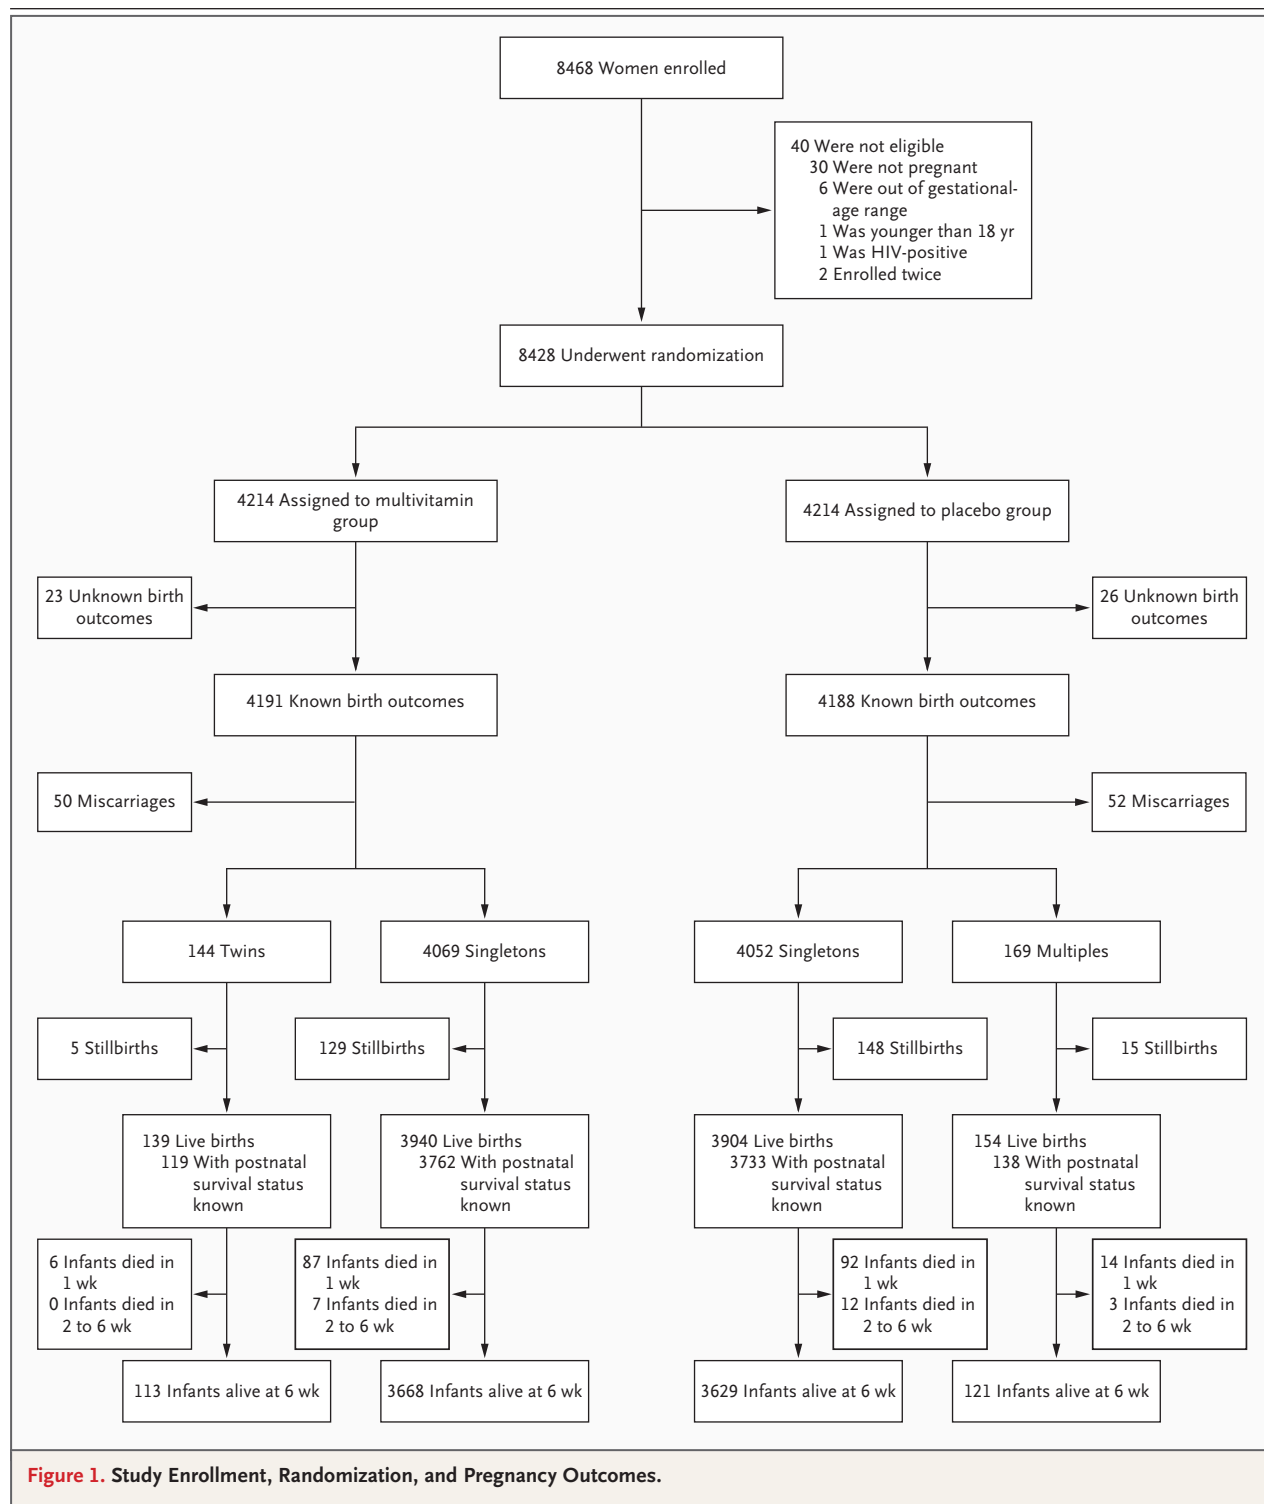 8468 Women enrolled
40 Were not eligible
30 Were not pregnant
6 Were out of gestational-
age range
1 Was younger than 18 yr
1 Was HIV-positive
2 Enrolled twice
8428 Underwent randomization
4214 Assigned to multivitamin
group
4214 Assigned to placebo group
23 Unknown birth
outcomes
26 Unknown birth
outcomes
4191 Known birth outcomes
4188 Known birth outcomes
50 Miscarriages
52 Miscarriages
144 Twins
4069 Singletons
4052 Singletons
169 Multiples
5 Stillbirths
129 Stillbirths
148 Stillbirths
15 Stillbirths
139 Live births
119 With postnatal
survival status
known
3940 Live births
3762 With postnatal
survival status
known
3904 Live births
3733 With postnatal
survival status
known
154 Live births
138 With postnatal
survival status
known
6 Infants died in
1 wk
0 Infants died in
2 to 6 wk
87 Infants died in
1 wk
7 Infants died in
2 to 6 wk
92 Infants died in
1 wk
12 Infants died in
2 to 6 wk
14 Infants died in
1 wk
3 Infants died in
2 to 6 wk
113 Infants alive at 6 wk
3668 Infants alive at 6 wk
3629 Infants alive at 6 wk
121 Infants alive at 6 wk
Figure 1. Study Enrollment, Randomization, and Pregnancy Outcomes.